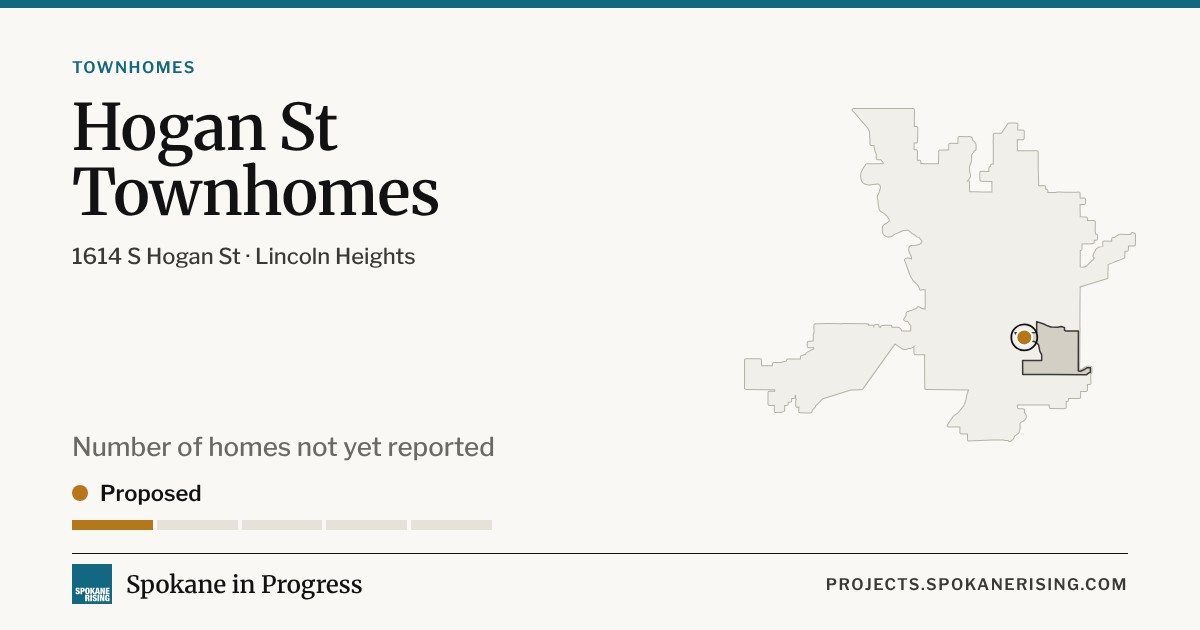 TOWNHOMES
Hogan St
Townhomes
1614 S Hogan St · Lincoln Heights
Number of homes not yet reported
Proposed
SPOKANE
RISING
Spokane in Progress
PROJECTS.SPOKANERISING.COM